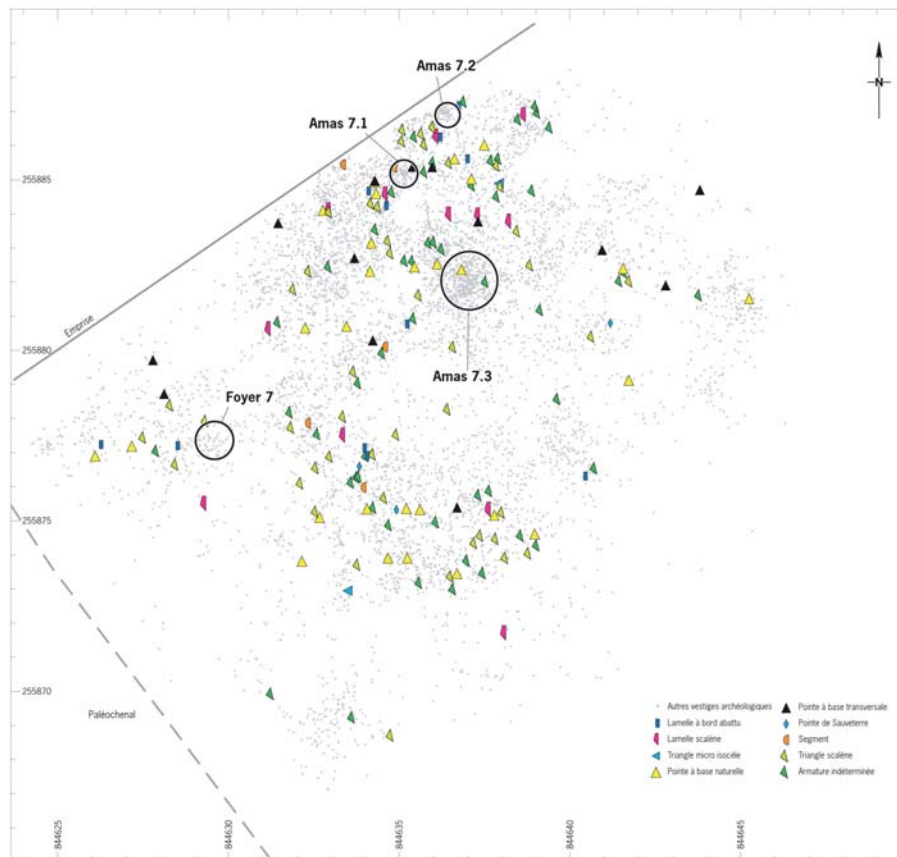 Amas 7.2
N
Amas 7.1
255885
Emprise
255880
Amas 7.3
Foyer 7
255875
255870
Paléochenal
Autres vestiges archéologiques
Lamelle à bord abattu
Lamelle scalène
Triangle micro isocèle
Pointe à base naturelle
Pointe à base transversale
Pointe de Sauveterre
Segment
Triangle scalène
Armature indéterminée
844625
844630
844635
844640
844645